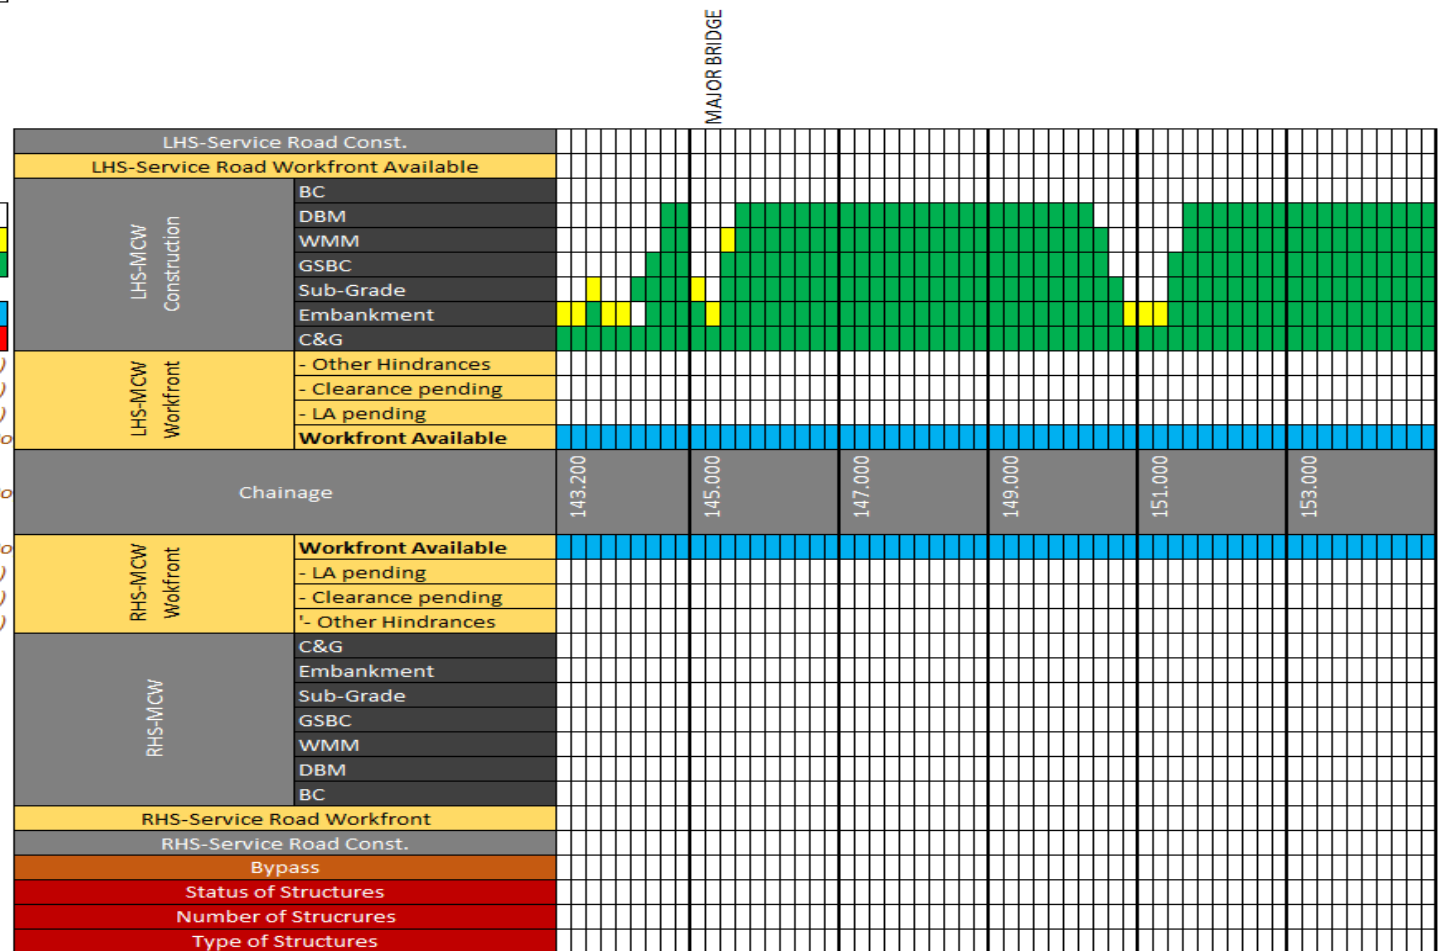 MAJOR BRIDGE
LHS-Service Road Const.
LHS-Service Road Workfront Available
LHS-MCW
Construction
BC
DBM
WMM
GSBC
Sub-Grade
Embankment
C&G
LHS-MCW
Workfront
- Other Hindrances
- Clearance pending
- LA pending
Workfront Available
Chainage
143.200
145.000
147.000
149.000
151.000
153.000
RHS-MCW
Wokfront
Workfront Available
- LA pending
- Clearance pending
'- Other Hindrances
RHS-MCW
C&G
Embankment
Sub-Grade
GSBC
WMM
DBM
BC
RHS-Service Road Workfront
RHS-Service Road Const.
Bypass
Status of Structures
Number of Strucrures
Type of Structures